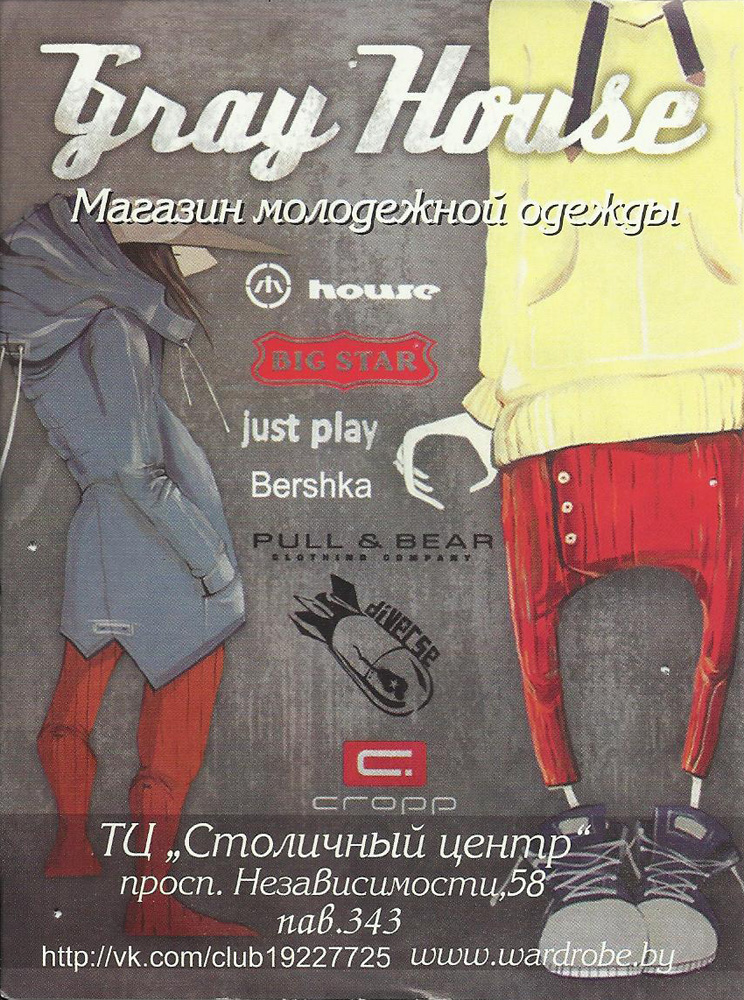 Gray House
Магазин молодежной одежды
house
BIG STAR
just play
Bershka
PULL & BEAR
CLOTHING COMPANY
diverse
cropp
ТЦ „Столичный центр“
просп. Независимости,58
пав.343
http://vk.com/club19227725 www.wardrobe.by